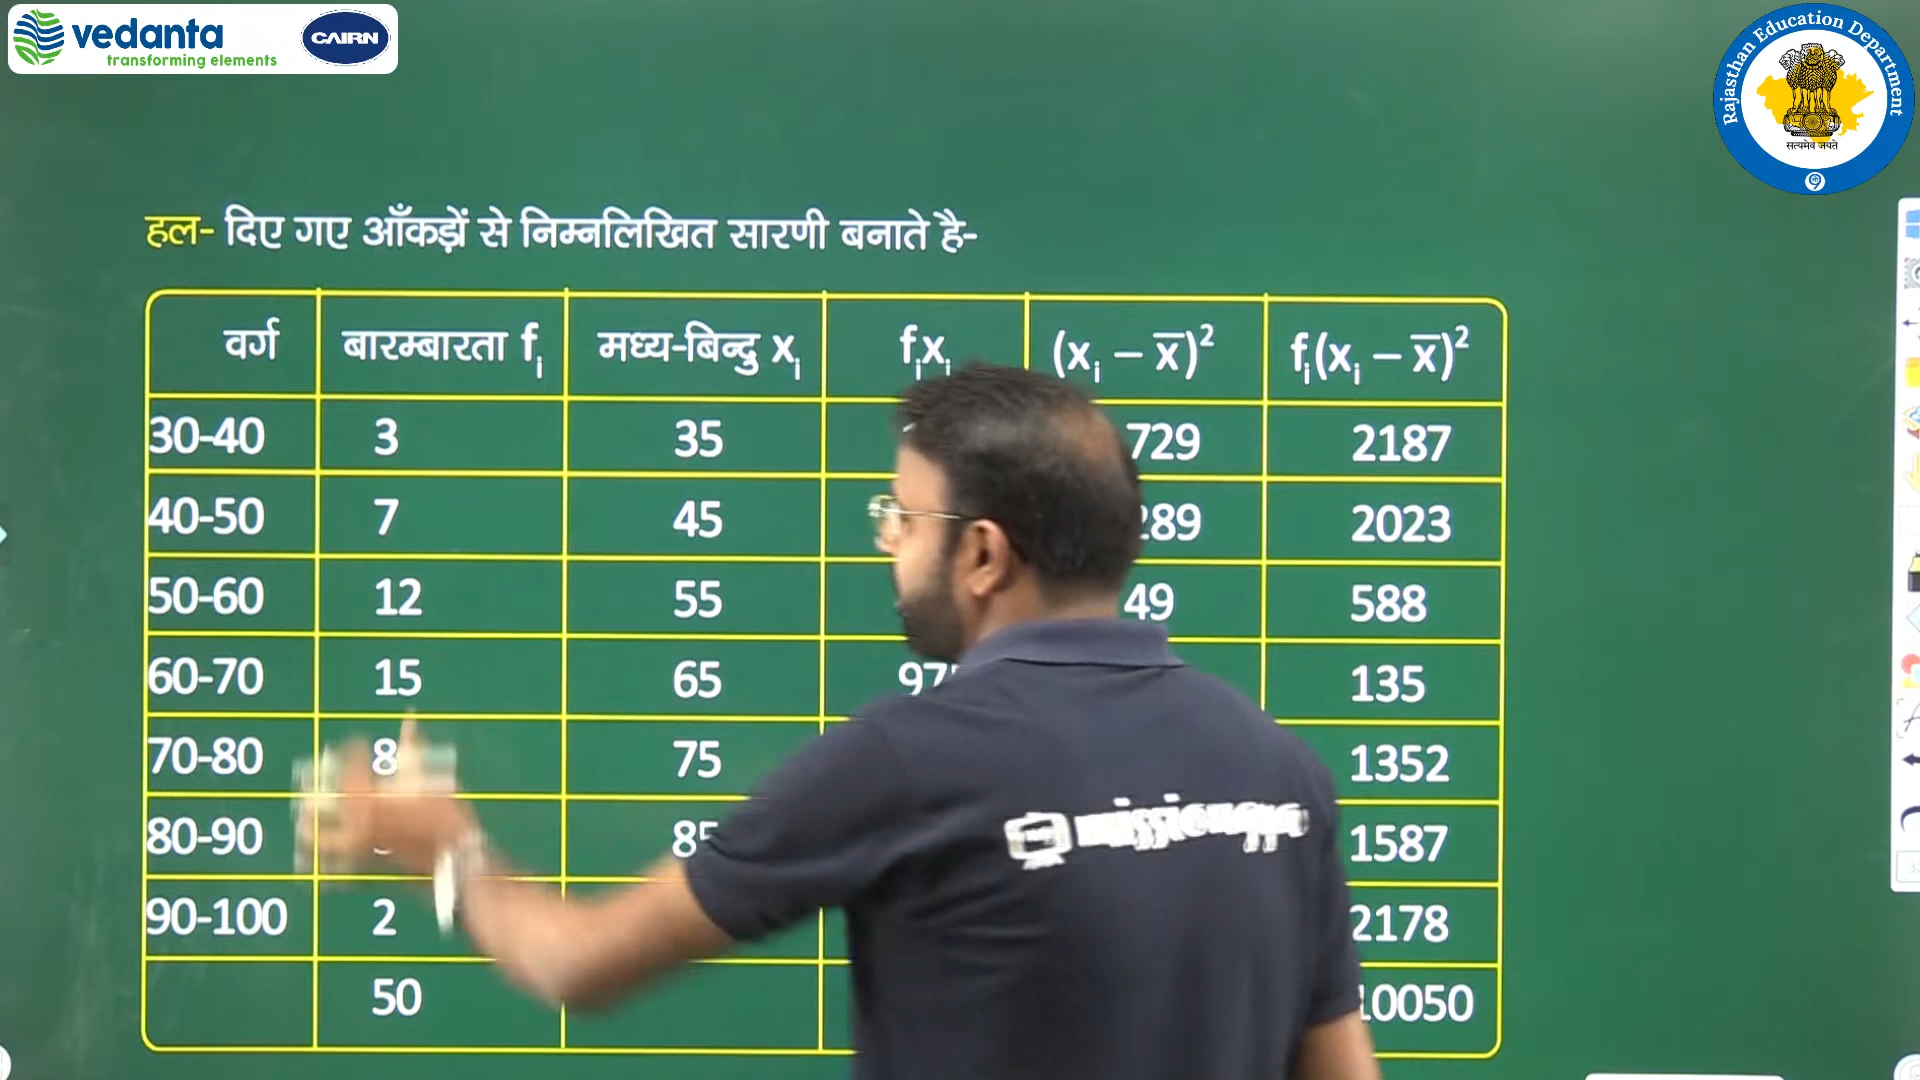 vedanta
transforming elements
CAIRN
Rajasthan Education Department
सत्यमेव जयते
हल- दिए गए आँकड़ों से निम्नलिखित सारणी बनाते है-
वर्ग बारम्बारता fᵢ मध्य-बिन्दु xᵢ fᵢxᵢ (xᵢ – x̅)² fᵢ(xᵢ – x̅)²
30-40 3 35 729 2187
40-50 7 45 289 2023
50-60 12 55 49 588
60-70 15 65 135
70-80 8 75 1352
80-90 85 1587
90-100 2 2178
50 10050